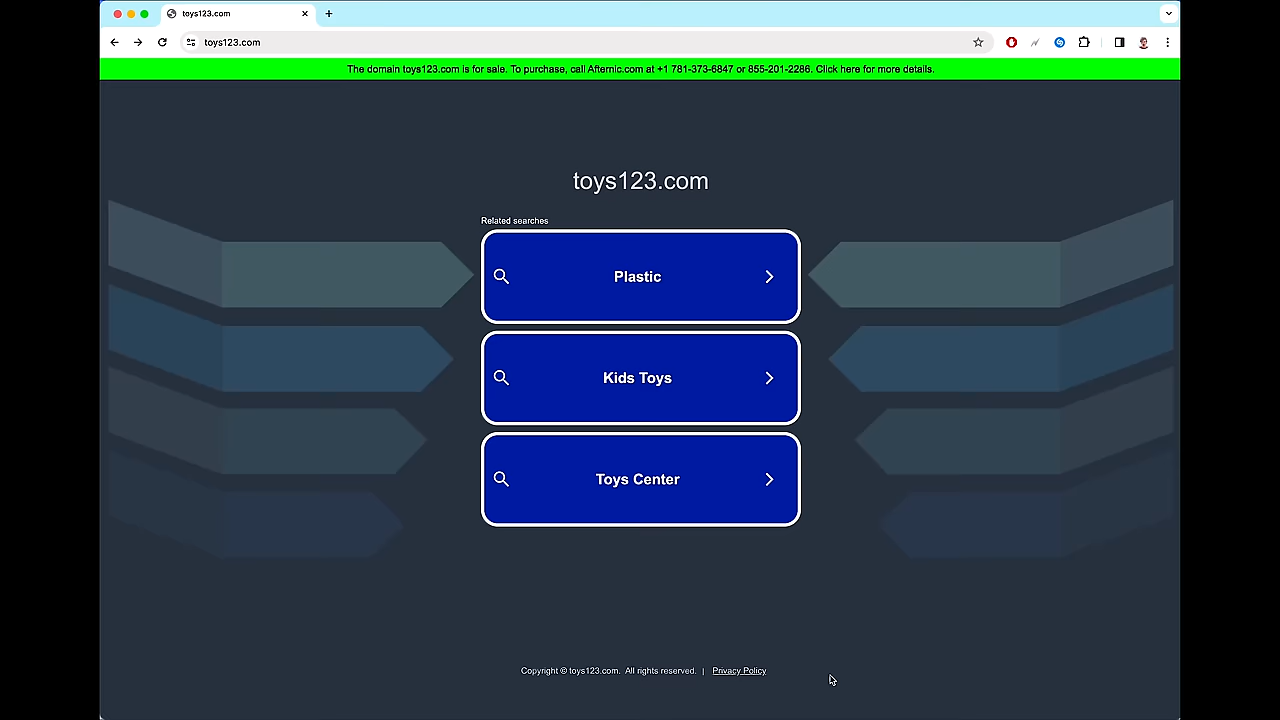 toys123.com
toys123.com
The domain toys123.com is for sale. To purchase, call Afternic.com at +1 781-373-6847 or 855-201-2286. Click here for more details.
toys123.com
Related searches
Plastic
Kids Toys
Toys Center
Copyright © toys123.com. All rights reserved. | Privacy Policy